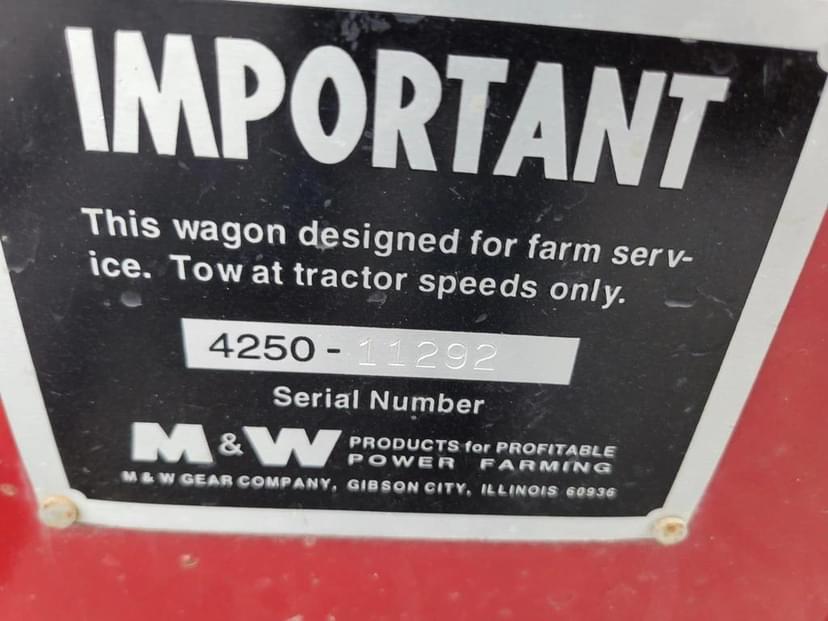 IMPORTANT
This wagon designed for farm serv-
ice. Tow at tractor speeds only.
4250 - 11292
Serial Number
M & W PRODUCTS for PROFITABLE
POWER FARMING
M & W GEAR COMPANY, GIBSON CITY, ILLINOIS 60936